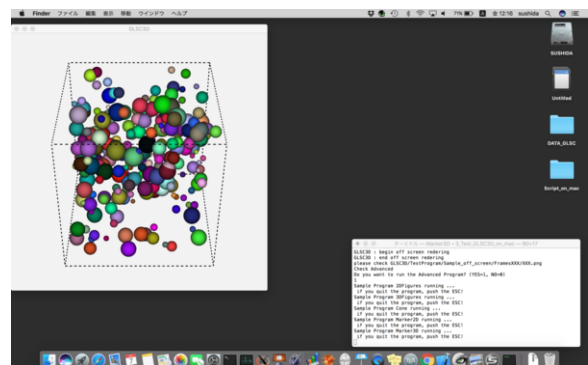 Finder ファイル 編集 表示 移動 ウインドウ ヘルプ
71% 金12:16 sushida
GLSC3D
SUSHIDA
Untitled
DATA_GLSC
Script_on_mac
GLSC3D : begin off screen redering
GLSC3D : end off screen redering
please check GLSC3D/TestProgram/Sample_off_screen/FramesXXX/XXX.png
Check Advanced
Do you want to run the Advanced Program? (YES=1, NO=0)
1
Sample Program 2DFigures running ...
if you quit the program, push the ESC!
Sample Program 3DFigures running ...
if you quit the program, push the ESC!
Sample Program Cone running ...
if you quit the program, push the ESC!
Sample Program Marker2D running ...
if you quit the program, push the ESC!
Sample Program Marker3D running ...
if you quit the program, push the ESC!